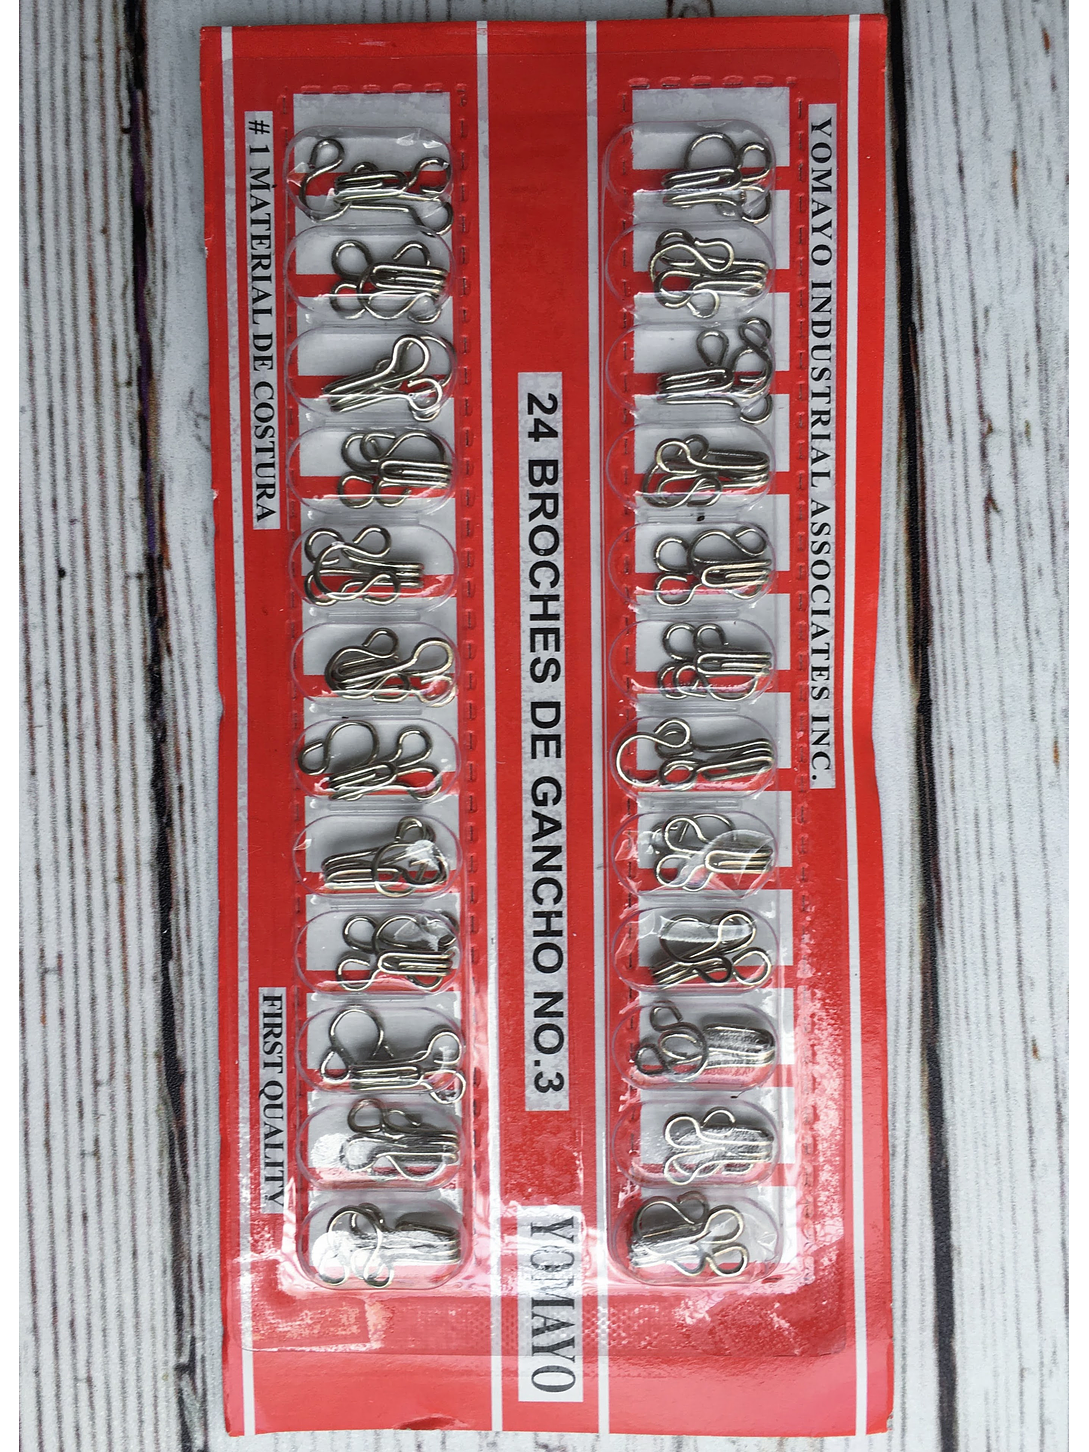 YOMAYO INDUSTRIAL ASSOCIATES INC.
24 BROCHES DE GANCHO NO.3
YOMAYO
# 1 MATERIAL DE COSTURA
FIRST QUALITY